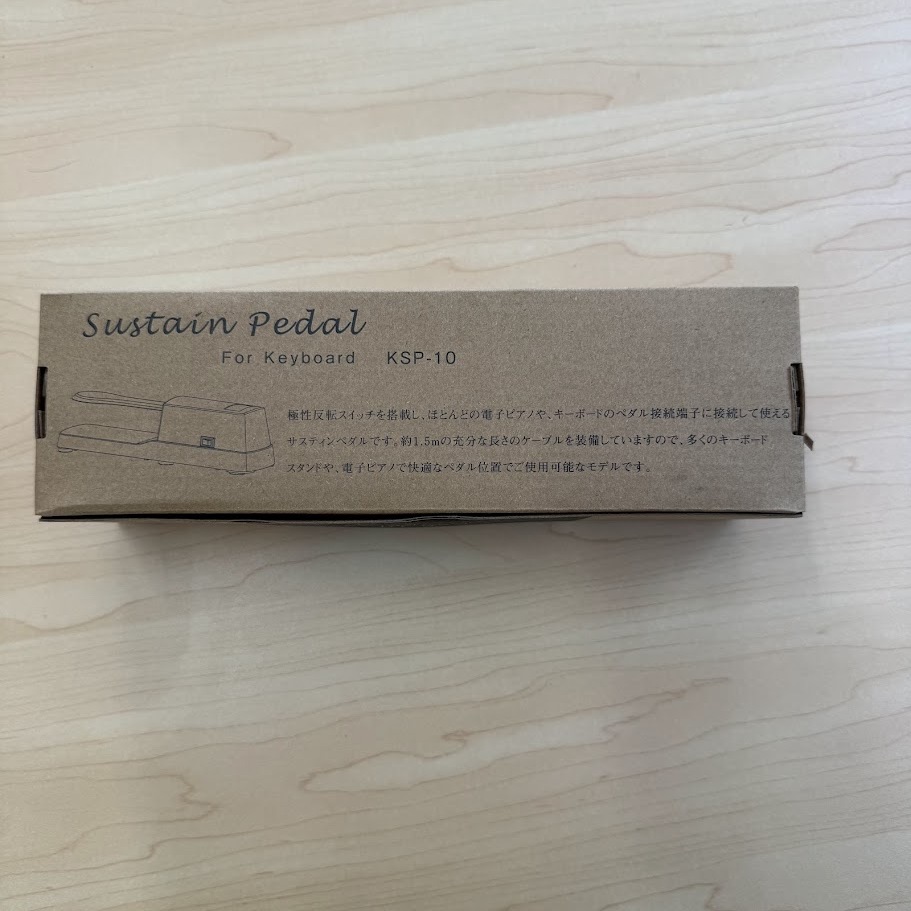 Sustain Pedal
For Keyboard KSP-10
極性反転スイッチを搭載し、ほとんどの電子ピアノや、キーボードのペダル接続端子に接続して使える
サスティンペダルです。約1.5mの充分な長さのケーブルを装備していますので、多くのキーボード
スタンドや、電子ピアノで快適なペダル位置でご使用可能なモデルです。